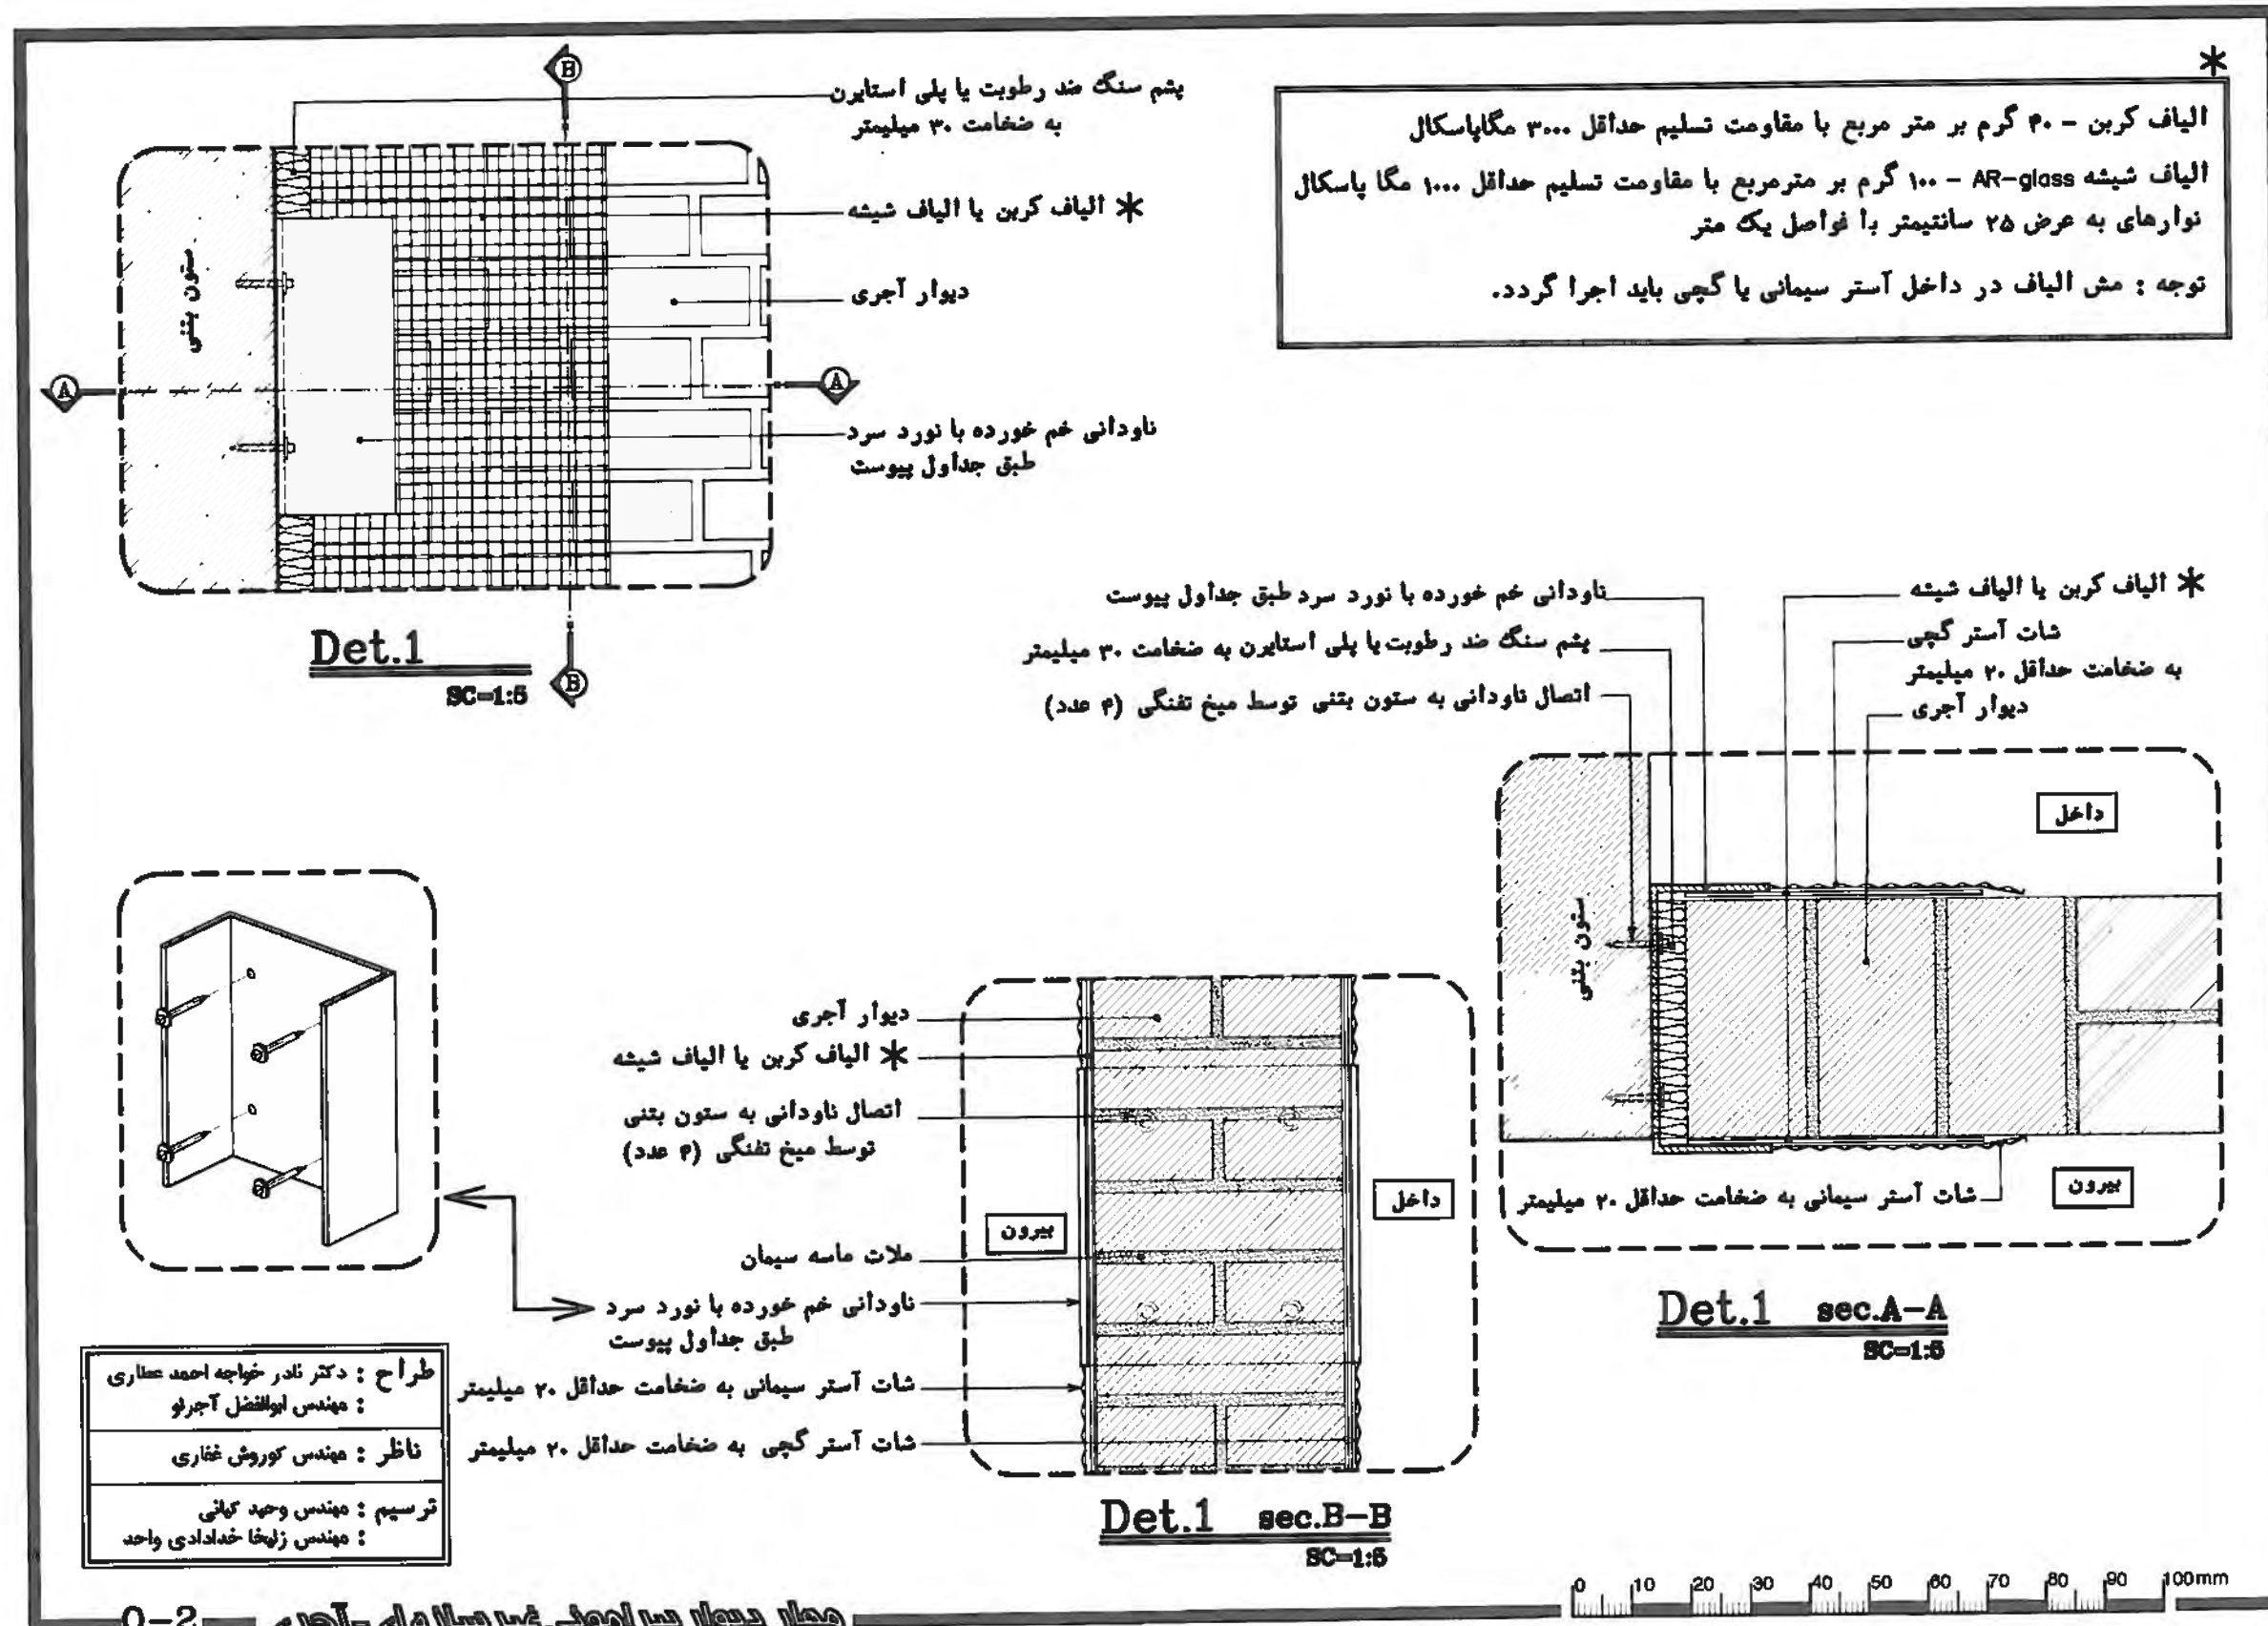 *
الیاف کربن - ۴۰ گرم بر متر مربع با مقاومت تسلیم حداقل ۳۰۰۰ مگاپاسکال
الیاف شیشه AR-glass - ۱۰۰ گرم بر مترمربع با مقاومت تسلیم حداقل ۱۰۰۰ مگا پاسکال
نوارهای به عرض ۲۵ سانتیمتر با فواصل یک متر
توجه : مش الیاف در داخل آستر سیمانی یا گچی باید اجرا گردد.
B
پشم سنگ ضد رطوبت یا پلی استایرن
به ضخامت ۳۰ میلیمتر
* الیاف کربن یا الیاف شیشه
دیوار آجری
ستون بتنی
A
A
ناودانی خم خورده با نورد سرد
طبق جداول پیوست
Det.1
SC=1:5
B
* الیاف کربن یا الیاف شیشه
شات آستر گچی
به ضخامت حداقل ۲۰ میلیمتر
دیوار آجری
ناودانی خم خورده با نورد سرد طبق جداول پیوست
پشم سنگ ضد رطوبت یا پلی استایرن به ضخامت ۳۰ میلیمتر
اتصال ناودانی به ستون بتنی توسط میخ تفنگی (۴ عدد)
داخل
ستون بتنی
بیرون
شات آستر سیمانی به ضخامت حداقل ۲۰ میلیمتر
Det.1 sec.A-A
SC=1:5
دیوار آجری
* الیاف کربن یا الیاف شیشه
اتصال ناودانی به ستون بتنی
توسط میخ تفنگی (۴ عدد)
داخل
بیرون
ملات ماسه سیمان
ناودانی خم خورده با نورد سرد
طبق جداول پیوست
شات آستر سیمانی به ضخامت حداقل ۲۰ میلیمتر
شات آستر گچی به ضخامت حداقل ۲۰ میلیمتر
Det.1 sec.B-B
SC=1:5
طراح : دکتر نادر خواجه احمد عطاری
: مهندس ابوالفضل آجرلو
ناظر : مهندس کوروش غفاری
ترسیم : مهندس وحید کیانی
: مهندس زلیخا خدادادی واحد
0 10 20 30 40 50 60 70 80 90 100mm
مهار دیوار پیرامونی غیر سازه‌ای -آجری
0-2